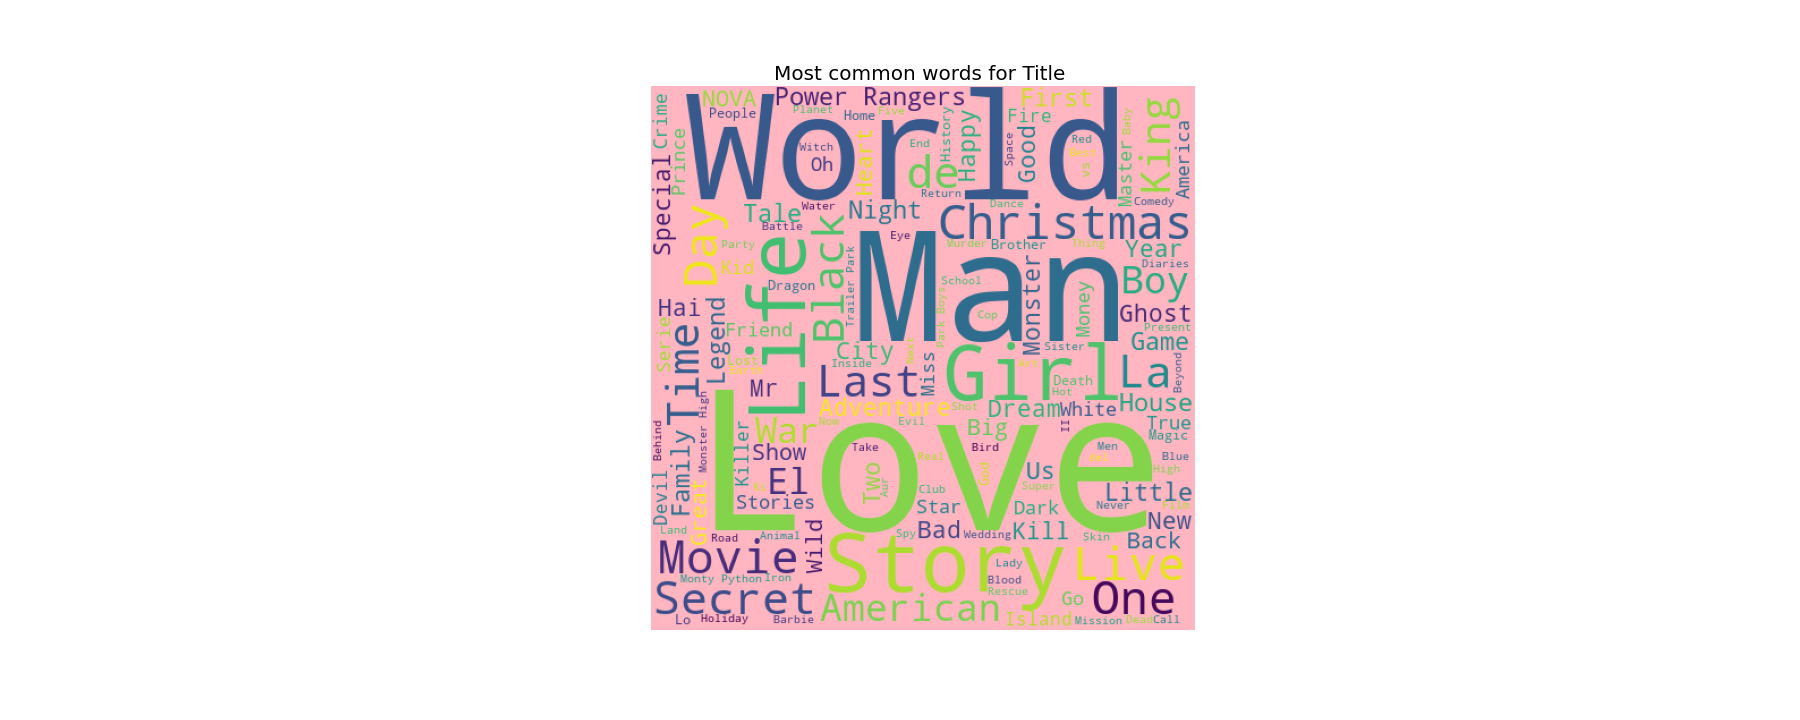 Most common words for Title
World
NOVA
Power Rangers
First
People
Planet
Home
Five
Fire
Crime
Prince
Special
Witch
Oh
Heart
End
de
Return
History
Happy
Space
Good
Red
vs
Baby
Master
King
America
Tale
Water
Night
Dance
Comedy
Battle
Christmas
Day
Party
Kid
Life
Black
Eye
Murder
Brother
Thing
Year
Diaries
Dragon
Trailer Park
Man
School
Park Boys
Cop
Monster
Money
Boy
Hai
Ghost
Present
Serie
Time
Legend
Friend
City
Inside
Next
Miss
Girl
Sister
Game
Beyond
Lost
Mr
Last
Art
Death
Hot
La
Adventure
Shot
Dream
White
House
Now
Evil
Big
II
True
Magic
War
Show
Killer
Monster High
Family
Behind
Devil
Great
Love
Take
Bird
Men
Blue
High
Real
God
Us
Super
El
Two
Aur
Club
Stories
Star
Dark
Little
Never
Film
New
Land
Road
Animal
Spy
Bad
Wedding
Kill
Skin
Back
Movie
Wild
Story
Live
Monty Python
Iron
Lady
Blood
Rescue
Secret
American
Go
One
Lo
Holiday
Barbie
Island
Mission
Dead
Call